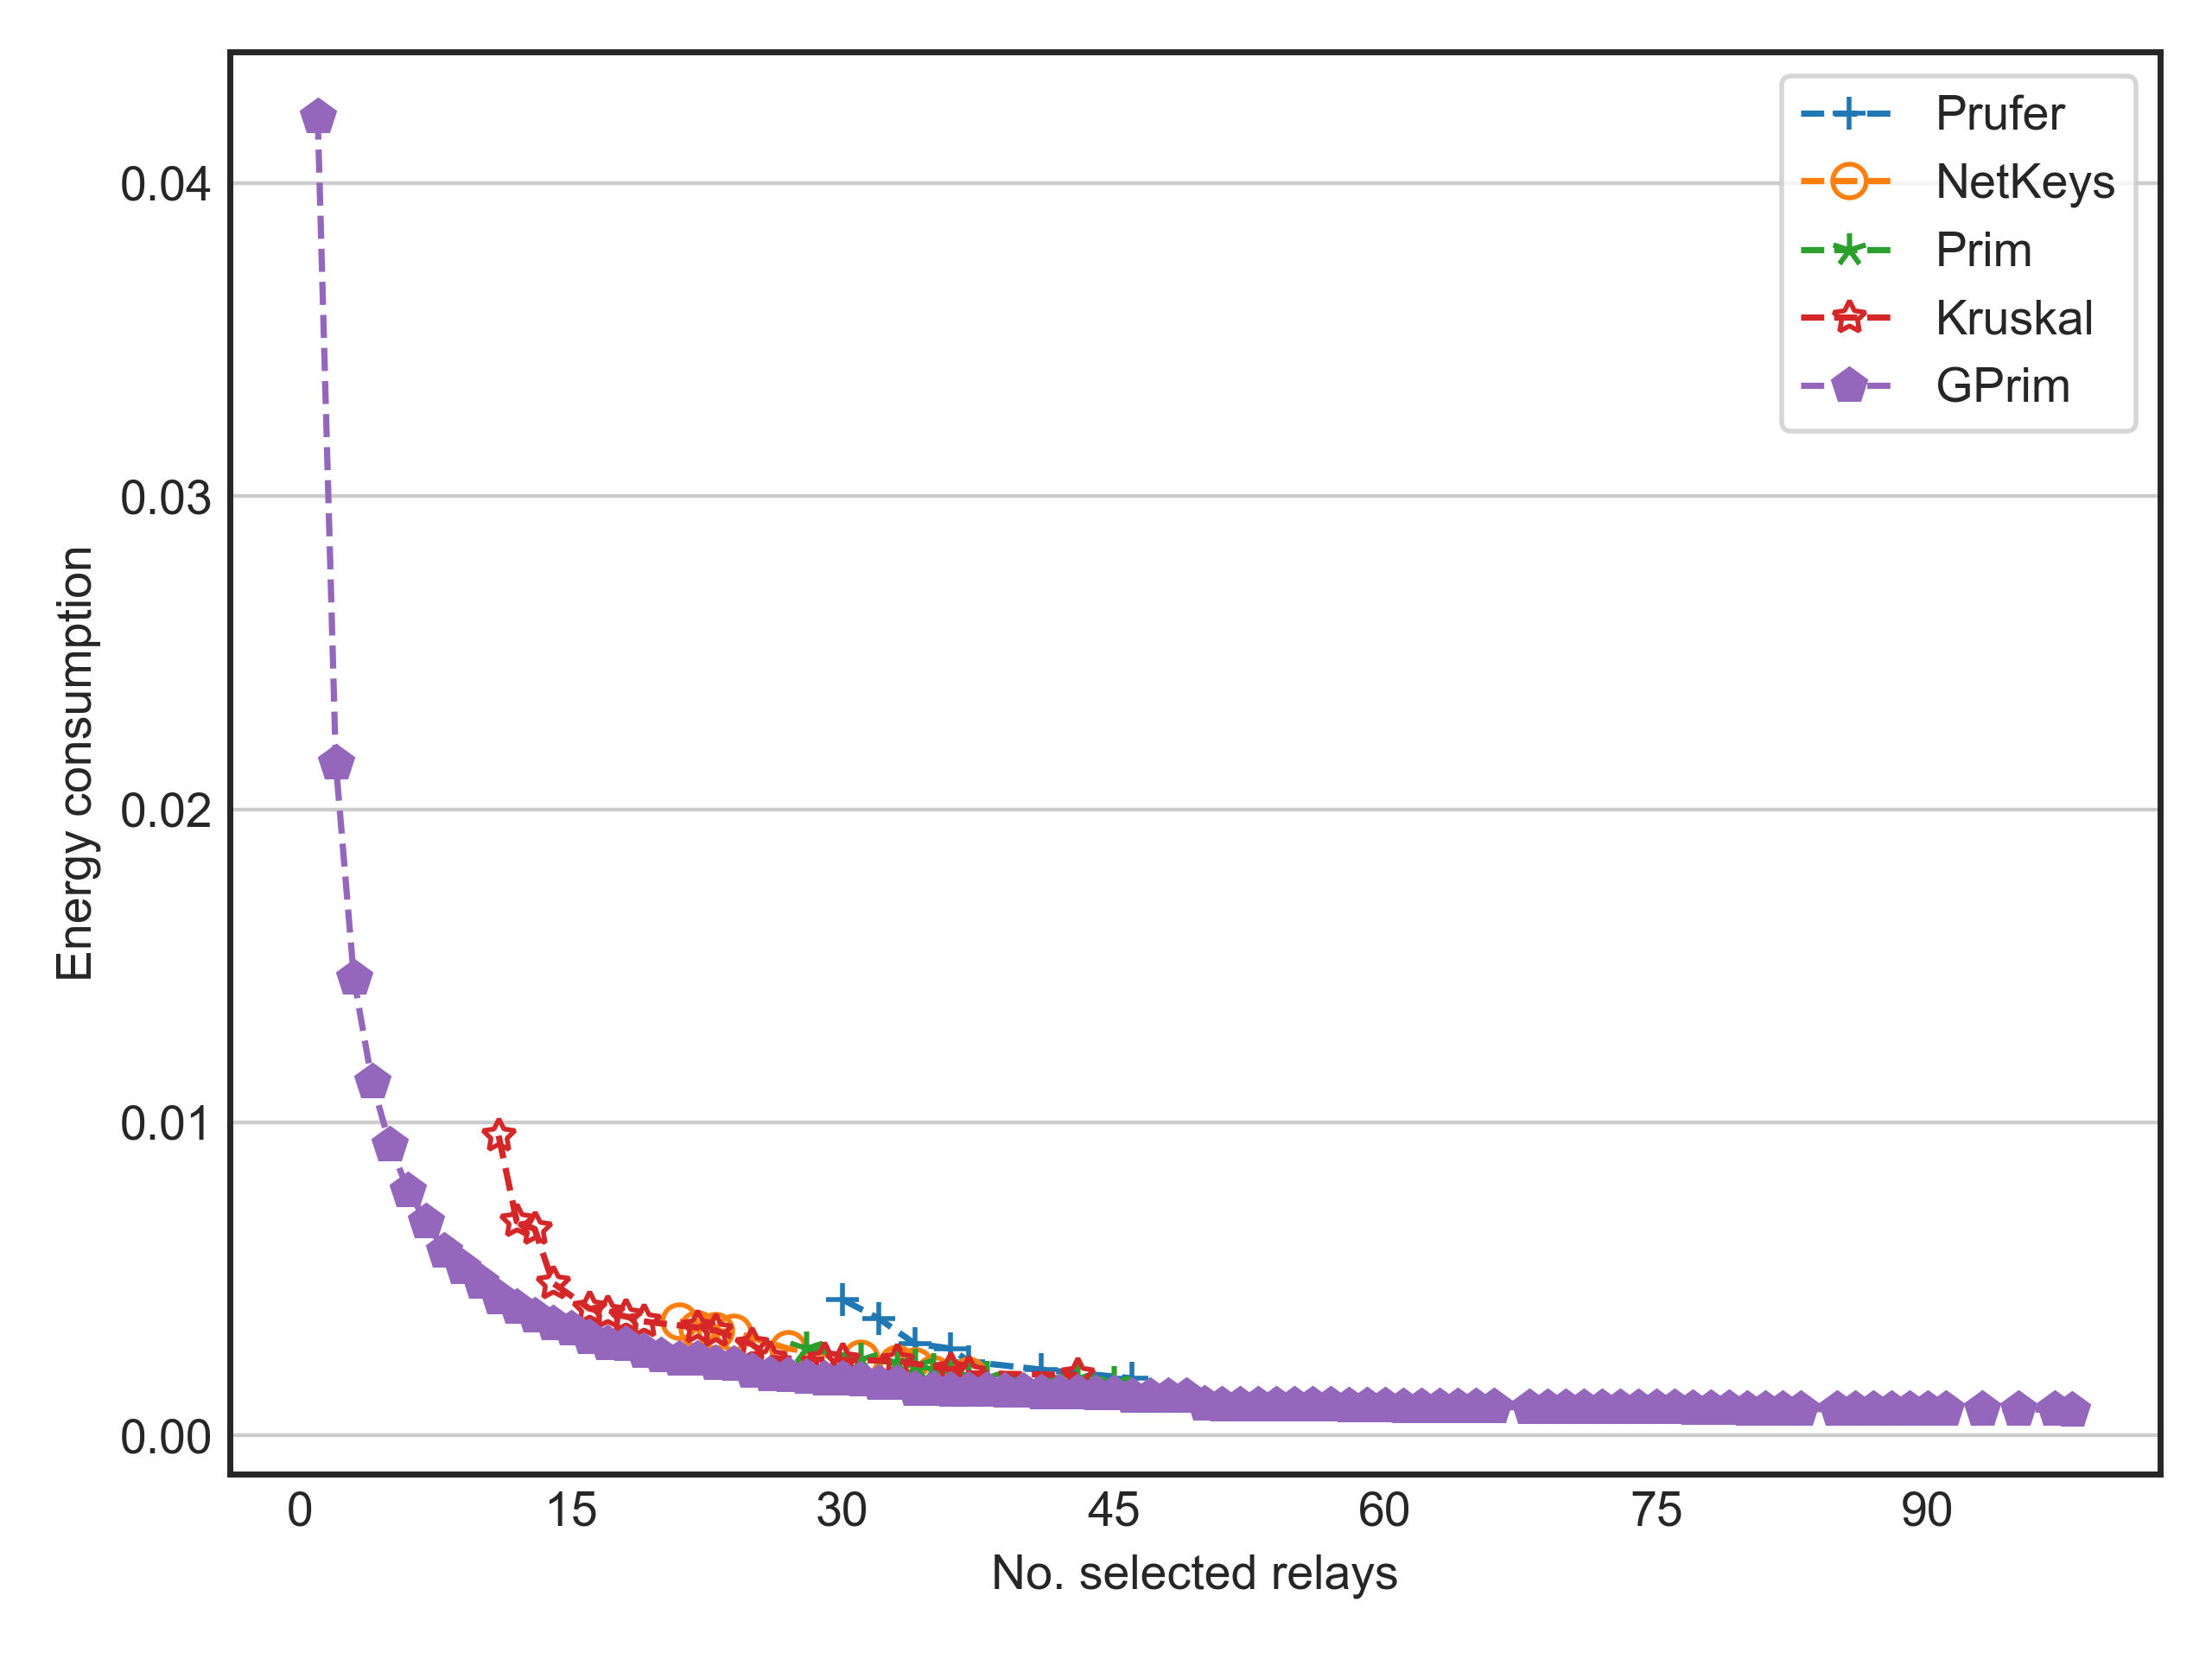 Prufer
NetKeys
Prim
Kruskal
GPrim
0.04
0.03
0.02
0.01
0.00
Energy consumption
0 15 30 45 60 75 90
No. selected relays